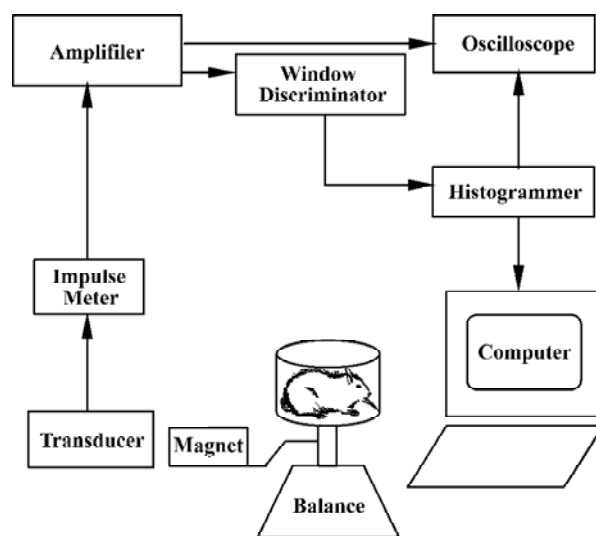 Amplifiler
Oscilloscope
Window
Discriminator
Histogrammer
Impulse
Meter
Computer
Transducer
Magnet
Balance